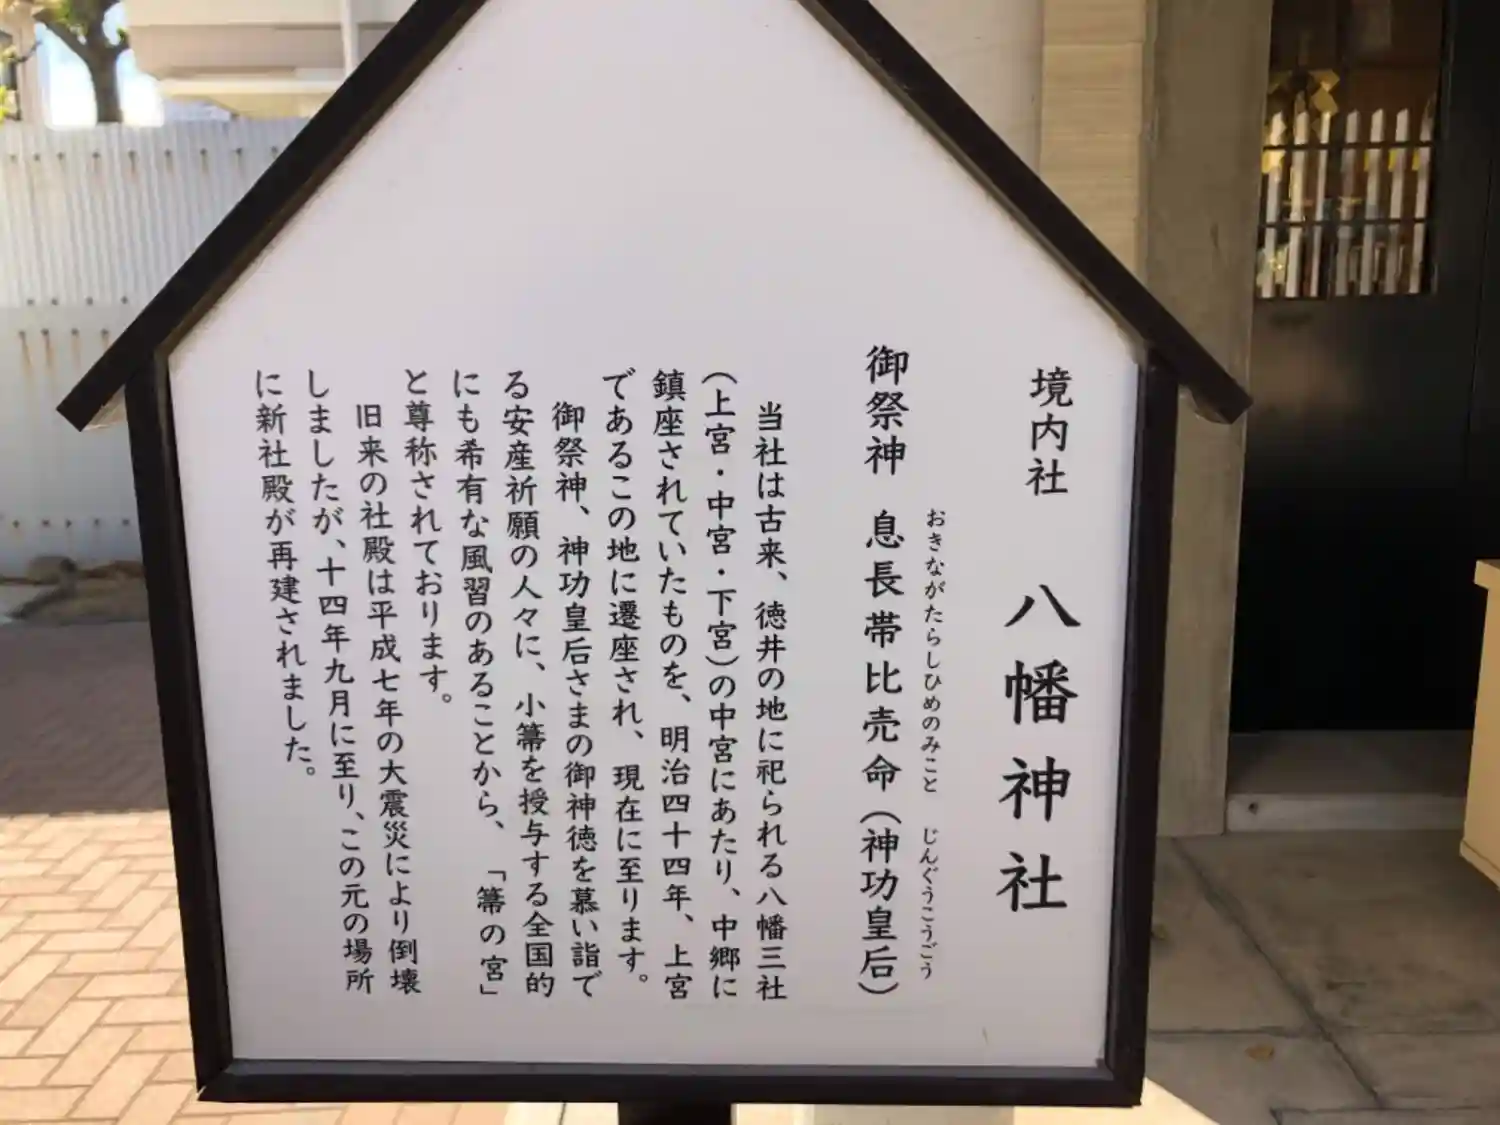 境内社 八幡神社
おきながたらしひめのみこと じんぐうこうごう
御祭神 息長帯比売命(神功皇后)
当社は古来、徳井の地に祀られる八幡三社
(上宮・中宮・下宮)の中宮にあたり、中郷に
鎮座されていたものを、明治四十四年、上宮
であるこの地に遷座され、現在に至ります。
御祭神、神功皇后さまの御神徳を慕い詣で
る安産祈願の人々に、小箒を授与する全国的
にも希有な風習のあることから、「箒の宮」
と尊称されております。
旧来の社殿は平成七年の大震災により倒壊
しましたが、十四年九月に至り、この元の場所
に新社殿が再建されました。